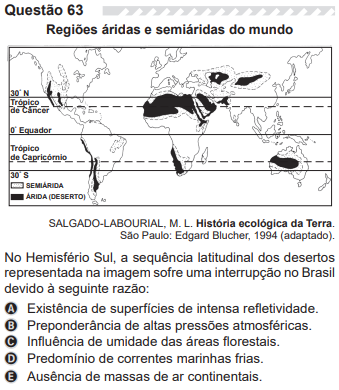 Questão 63
Regiões áridas e semiáridas do mundo
30° N
Trópico
de Câncer
0° Equador
Trópico
de Capricórnio
30° S
SEMIÁRIDA
ÁRIDA (DESERTO)
SALGADO-LABOURIAL, M. L. História ecológica da Terra.
São Paulo: Edgard Blucher, 1994 (adaptado).
No Hemisfério Sul, a sequência latitudinal dos desertos
representada na imagem sofre uma interrupção no Brasil
devido à seguinte razão:
A Existência de superfícies de intensa refletividade.
B Preponderância de altas pressões atmosféricas.
C Influência de umidade das áreas florestais.
D Predomínio de correntes marinhas frias.
E Ausência de massas de ar continentais.